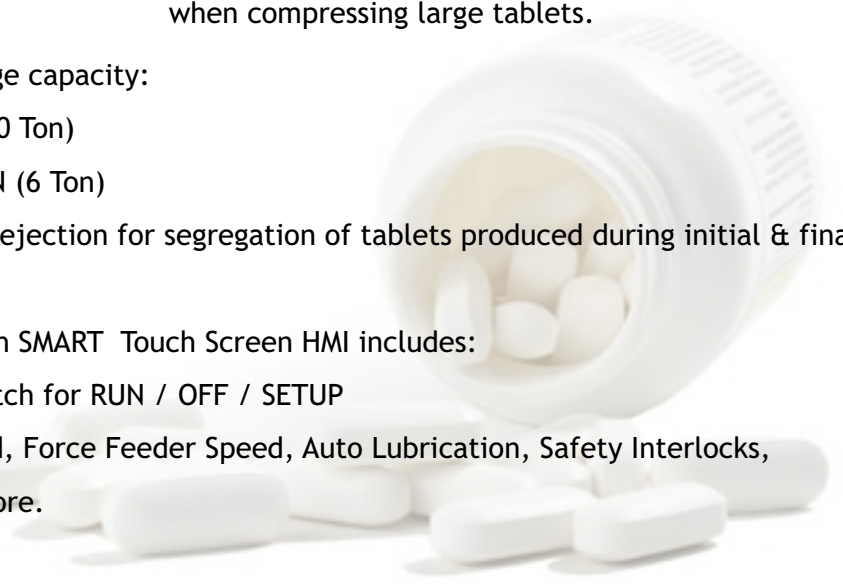 when compressing large tablets.
ge capacity:
0 Ton)
N (6 Ton)
ejection for segregation of tablets produced during initial & fina
n SMART Touch Screen HMI includes:
tch for RUN / OFF / SETUP
, Force Feeder Speed, Auto Lubrication, Safety Interlocks,
ore.